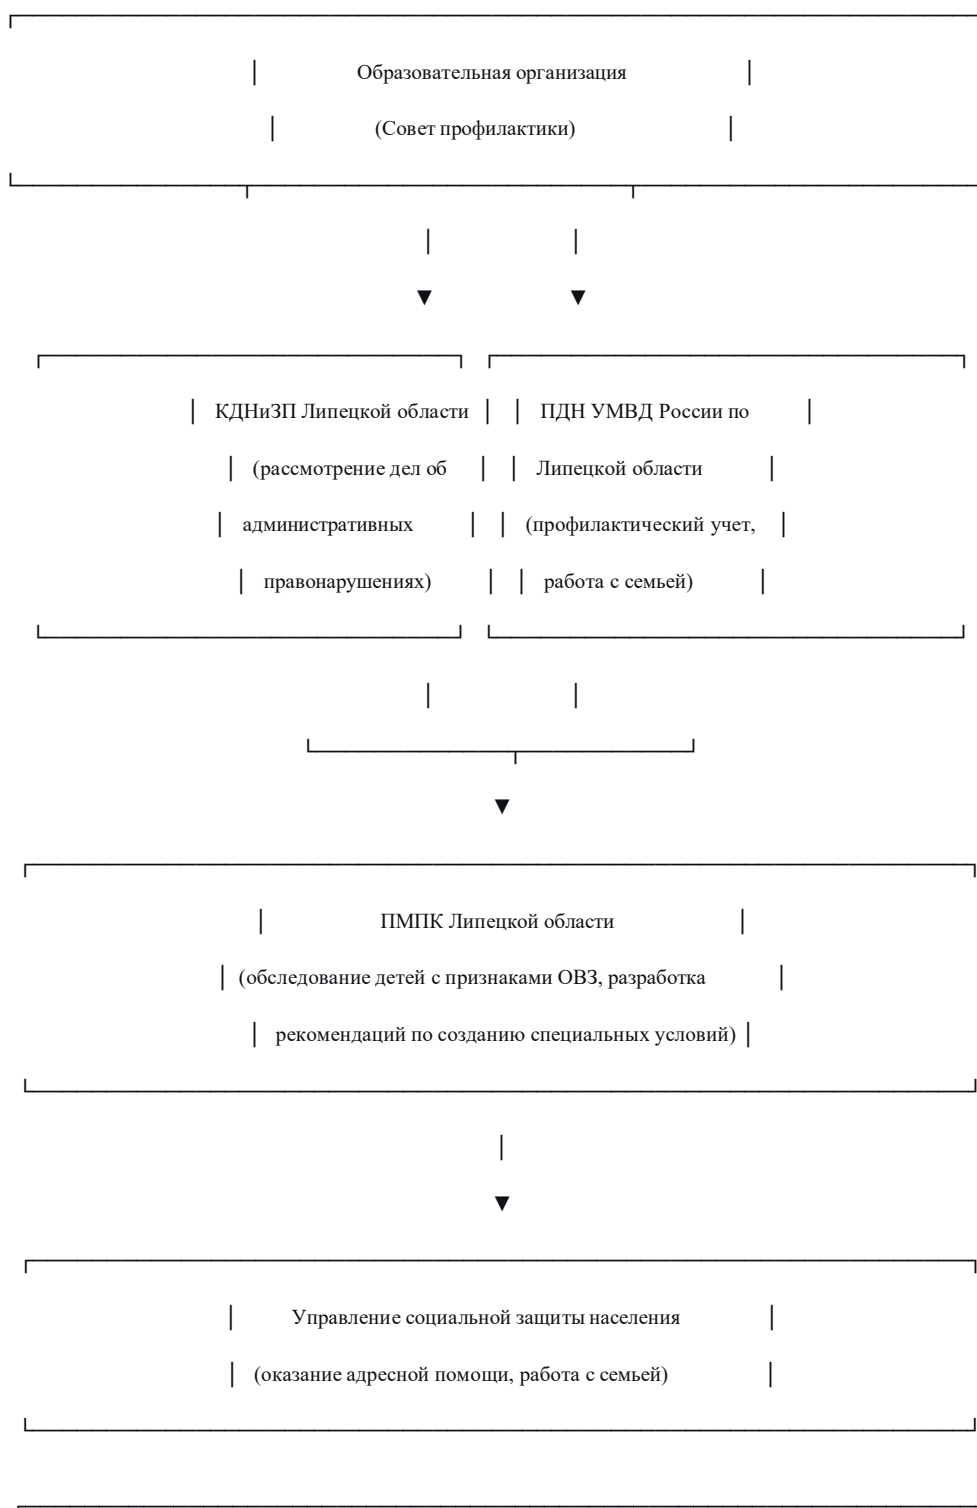 Образовательная организация
(Совет профилактики)
КДНиЗП Липецкой области ПДН УМВД России по
(рассмотрение дел об Липецкой области
административных (профилактический учет,
правонарушениях) работа с семьей)
ПМПК Липецкой области
(обследование детей с признаками ОВЗ, разработка
рекомендаций по созданию специальных условий)
Управление социальной защиты населения
(оказание адресной помощи, работа с семьей)